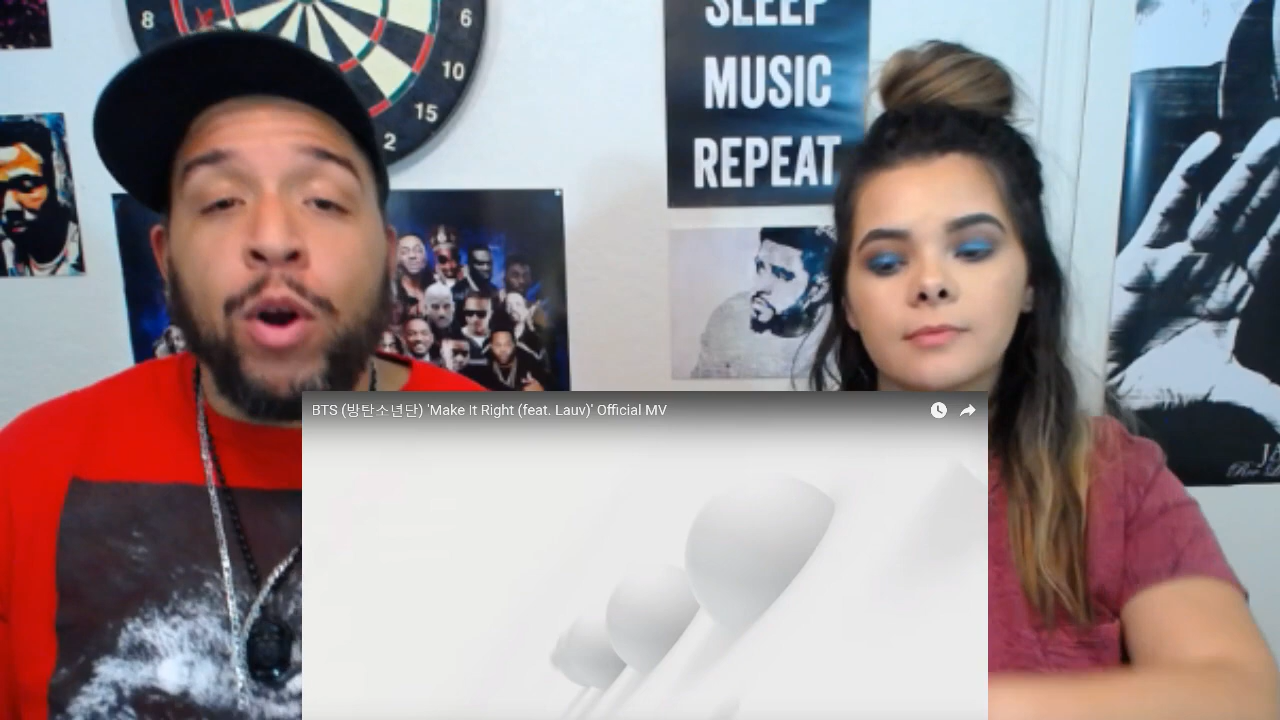 8
6
10
15
2
SLEEP
MUSIC
REPEAT
BTS (방탄소년단) 'Make It Right (feat. Lauv)' Official MV